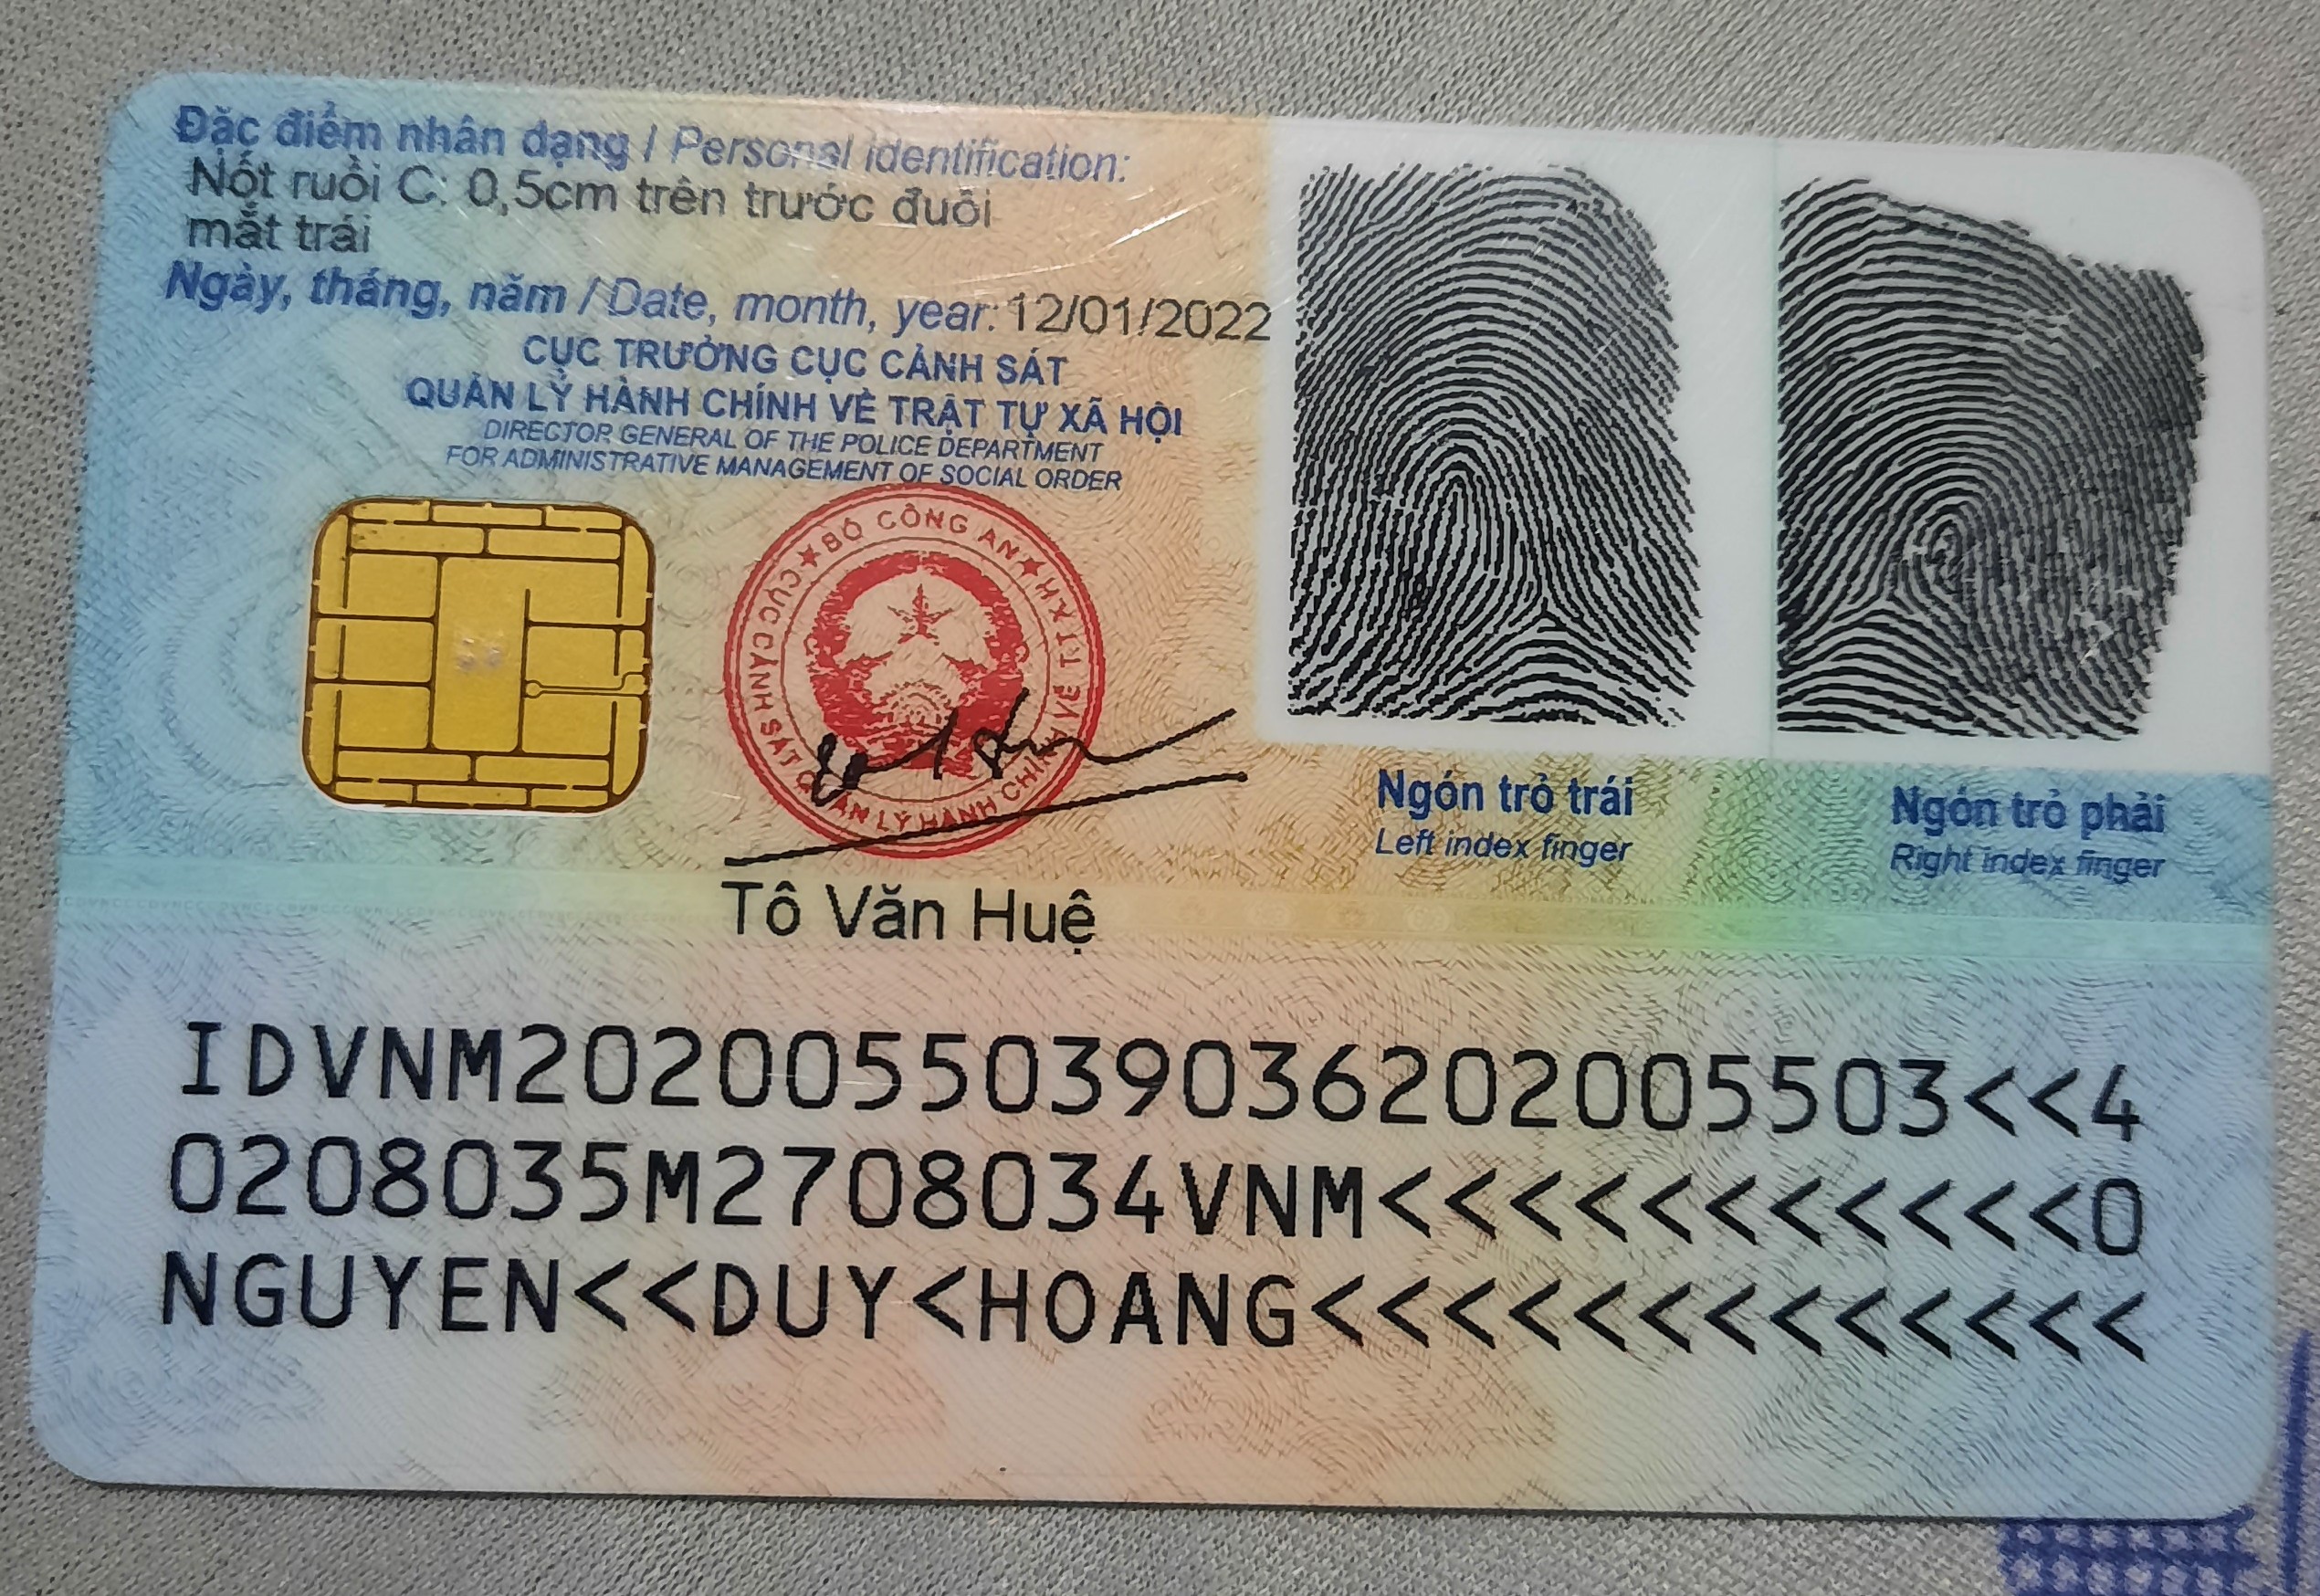 Đặc điểm nhân dạng / Personal identification:
Nốt ruồi C: 0,5cm trên trước đuôi
mắt trái
Ngày, tháng, năm / Date, month, year: 12/01/2022
CỤC TRƯỞNG CỤC CẢNH SÁT
QUẢN LÝ HÀNH CHÍNH VỀ TRẬT TỰ XÃ HỘI
DIRECTOR GENERAL OF THE POLICE DEPARTMENT
FOR ADMINISTRATIVE MANAGEMENT OF SOCIAL ORDER
BỘ CÔNG AN
CỤC CẢNH SÁT QUẢN LÝ HÀNH CHÍNH VỀ TTXH
Tô Văn Huệ
Ngón trỏ trái
Left index finger
Ngón trỏ phải
Right index finger
IDVNM2020055039036202005503<<4
0208035M2708034VNM<<<<<<<<<<<0
NGUYEN<<DUY<HOANG<<<<<<<<<<<<<